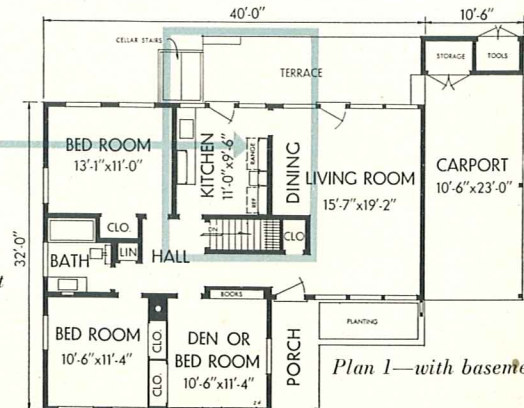 40'-0"
10'-6"
CELLAR STAIRS
STORAGE
TOOLS
TERRACE
BED ROOM
13'-1"x11'-0"
KITCHEN
11'-0"x9'-6"
RANGE
REF
DINING
LIVING ROOM
15'-7"x19'-2"
CARPORT
10'-6"x23'-0"
32'-0"
CLO.
LIN
BATH
HALL
CLO
BOOKS
BED ROOM
10'-6"x11'-4"
CLO.
CLO.
DEN OR
BED ROOM
10'-6"x11'-4"
PORCH
PLANTING
Plan 1—with baseme